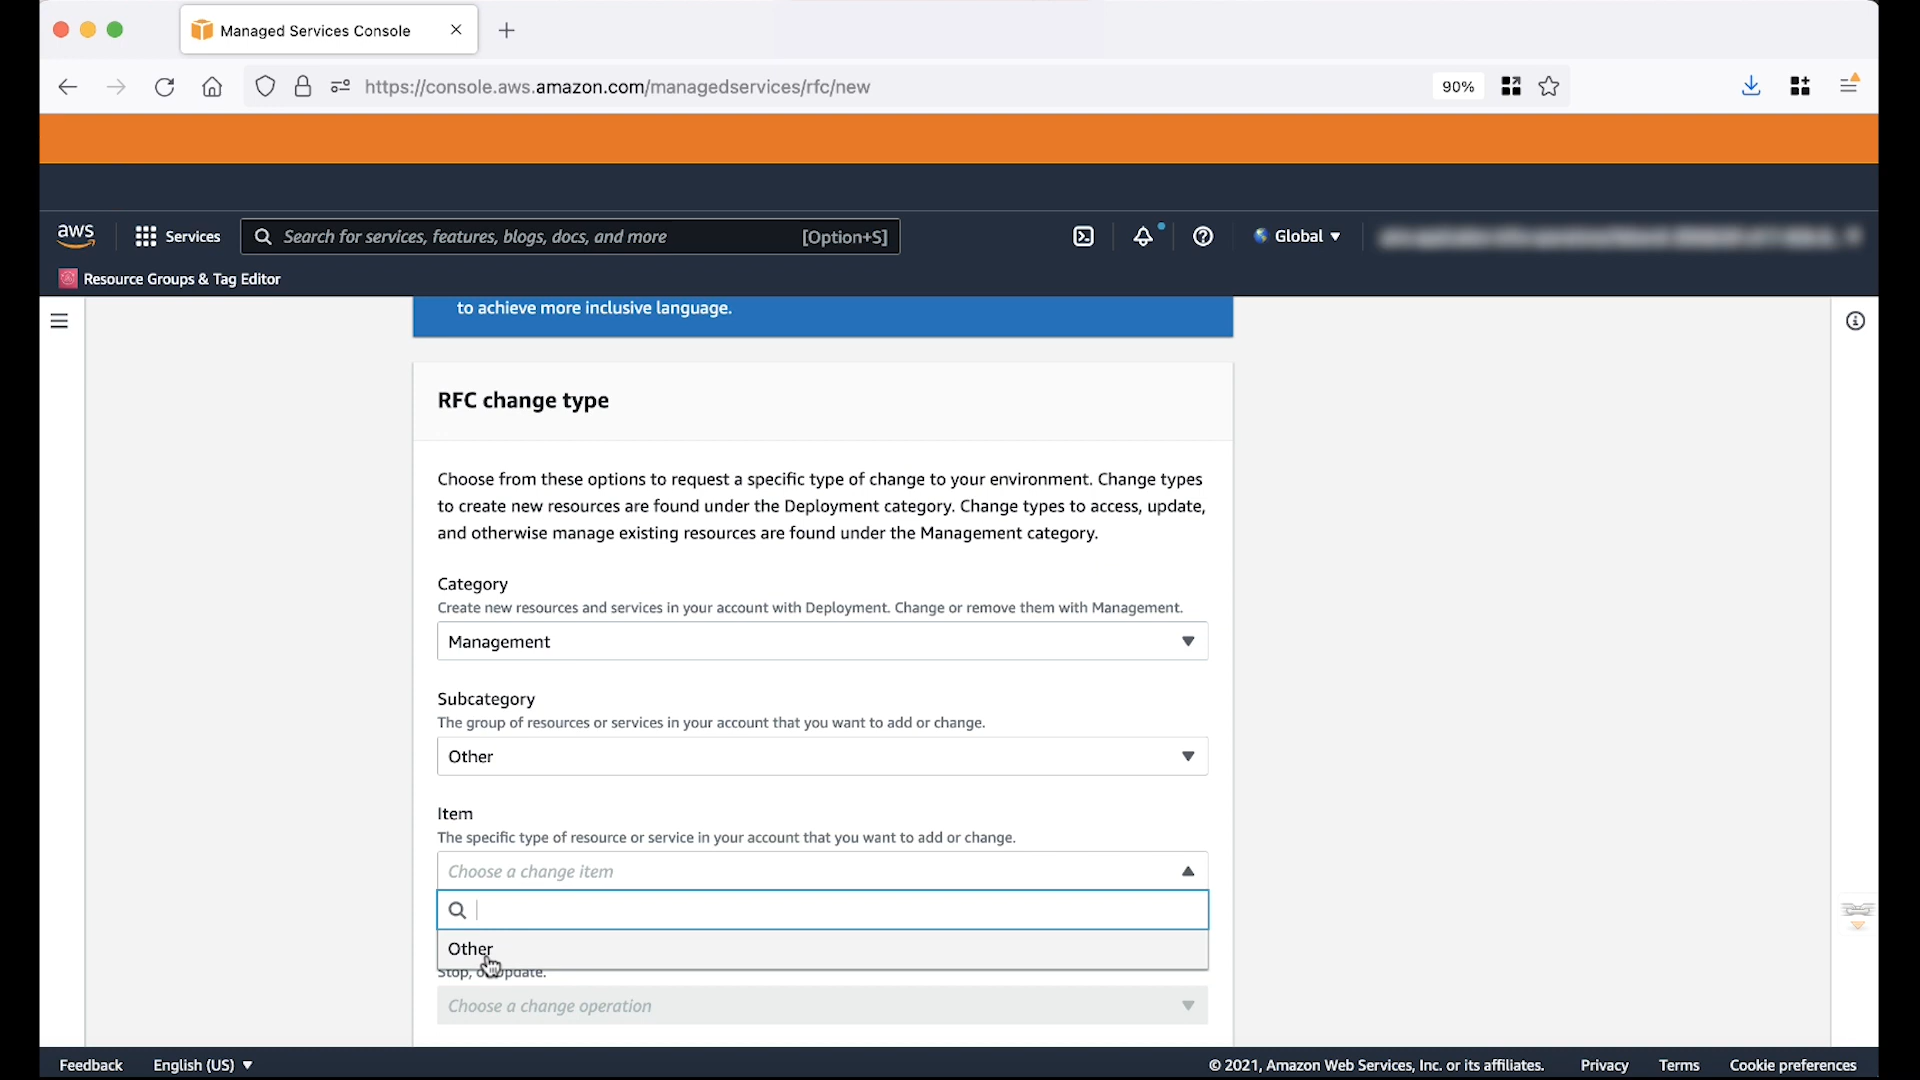 Managed Services Console
https://console.aws.amazon.com/managedservices/rfc/new
90%
aws
Services
Search for services, features, blogs, docs, and more
[Option+S]
Global
Resource Groups & Tag Editor
to achieve more inclusive language.
RFC change type
Choose from these options to request a specific type of change to your environment. Change types
to create new resources are found under the Deployment category. Change types to access, update,
and otherwise manage existing resources are found under the Management category.
Category
Create new resources and services in your account with Deployment. Change or remove them with Management.
Management
Subcategory
The group of resources or services in your account that you want to add or change.
Other
Item
The specific type of resource or service in your account that you want to add or change.
Choose a change item
Other
Stop, or Update.
Choose a change operation
Feedback
English (US)
© 2021, Amazon Web Services, Inc. or its affiliates.
Privacy
Terms
Cookie preferences